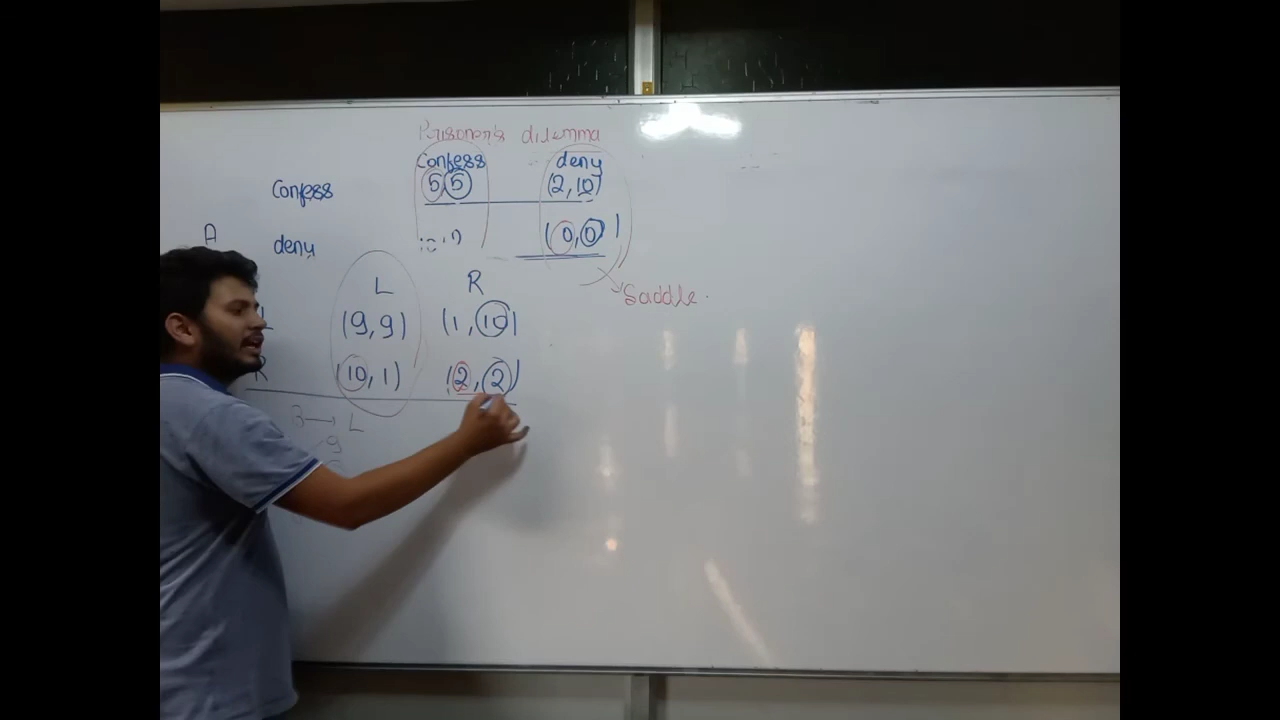 Prisoner's dilemma
Confess deny
Confess (5,5) (2,10)
A
deny (0,0)
Saddle.
L R
(9,9) (1,10)
R (10,1) (2,2)
B → L
9